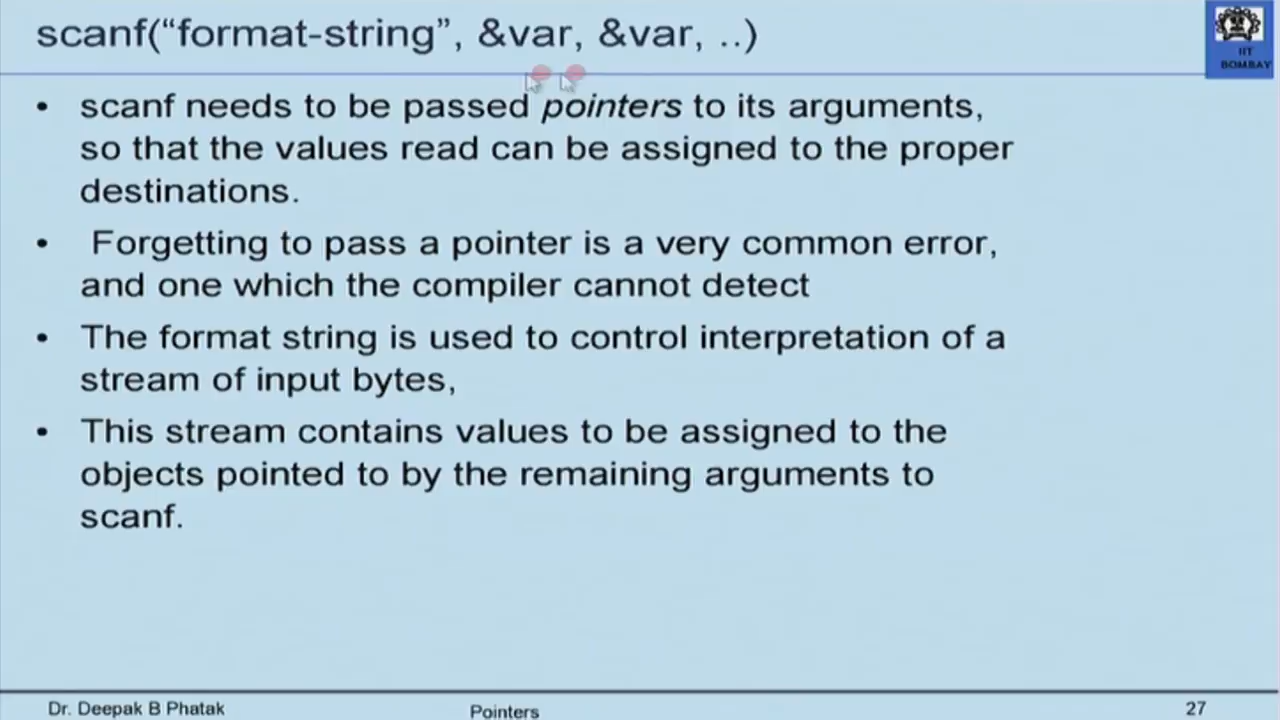 scanf(“format-string”, &var, &var, ..)
IIT
BOMBAY
• scanf needs to be passed pointers to its arguments,
so that the values read can be assigned to the proper
destinations.
• Forgetting to pass a pointer is a very common error,
and one which the compiler cannot detect
• The format string is used to control interpretation of a
stream of input bytes,
• This stream contains values to be assigned to the
objects pointed to by the remaining arguments to
scanf.
Dr. Deepak B Phatak
Pointers
27